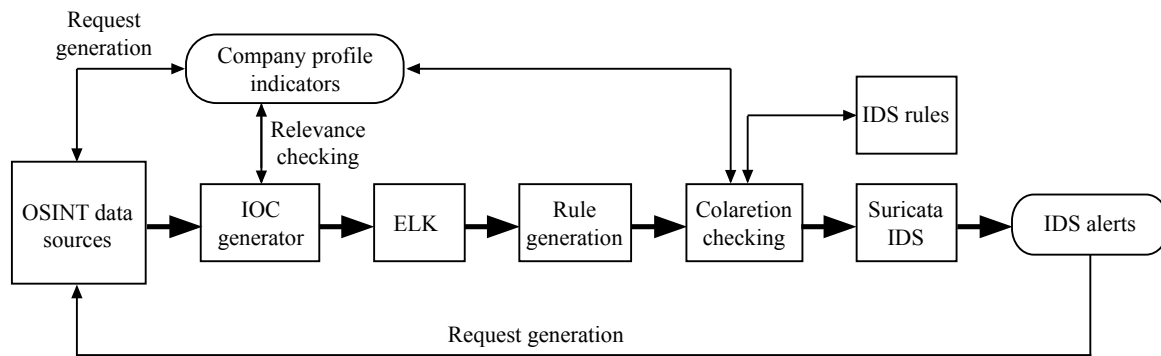 Request
generation
Company profile
indicators
Relevance
checking
IDS rules
OSINT data
sources
IOC
generator
ELK
Rule
generation
Colaretion
checking
Suricata
IDS
IDS alerts
Request generation